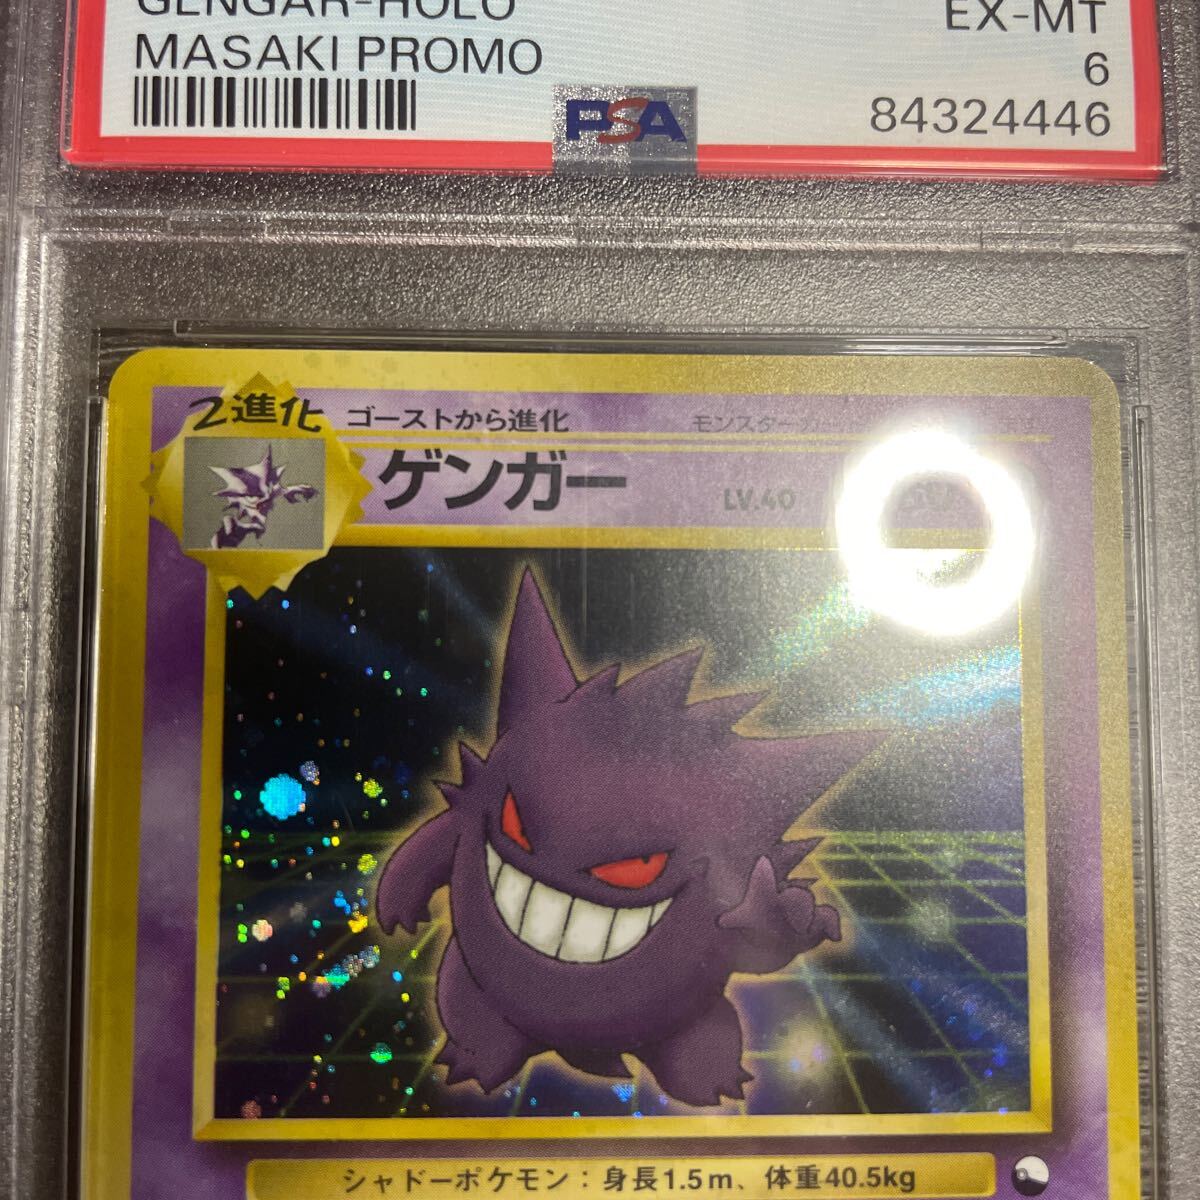 GENGAR-HOLO
EX-MT
MASAKI PROMO
6
PSA
84324446
2進化
ゴーストから進化
ゲンガー
LV.40
シャドーポケモン：身長1.5m、体重40.5kg